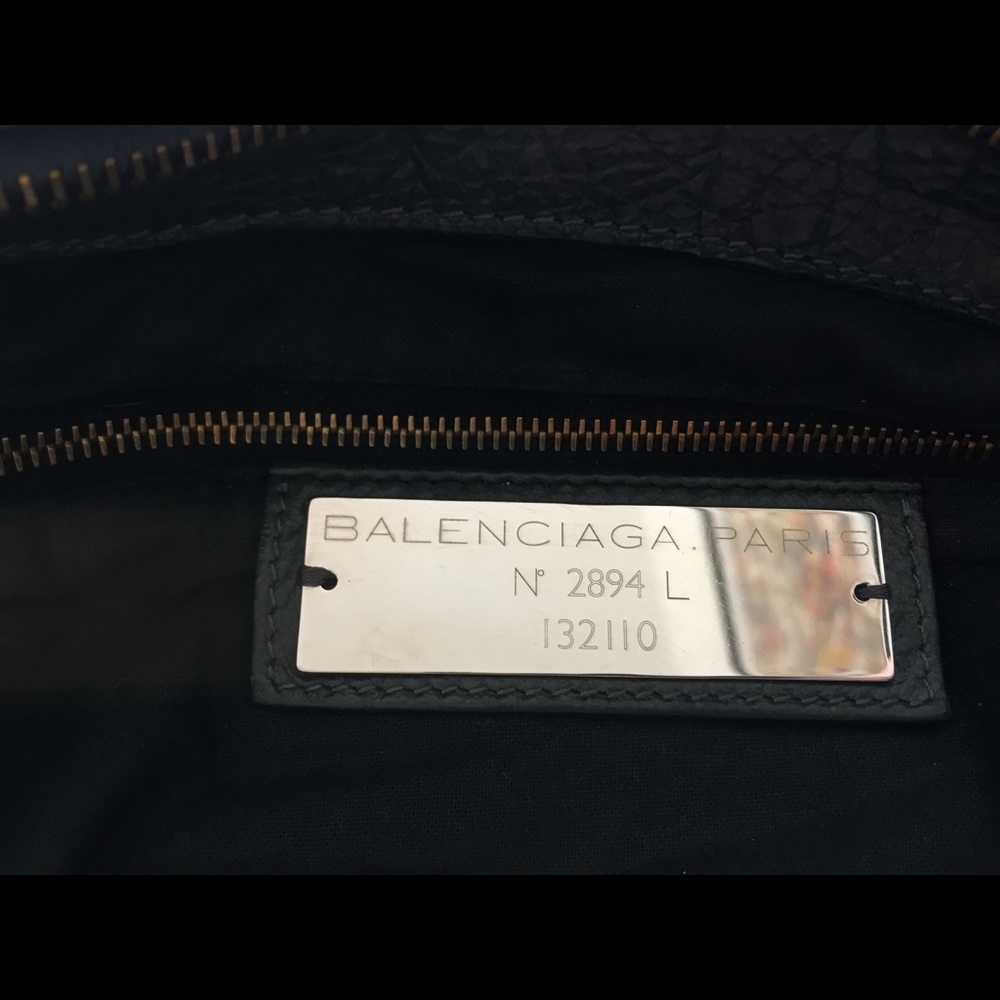 BALENCIAGA. PARIS
N° 2894 L
132110